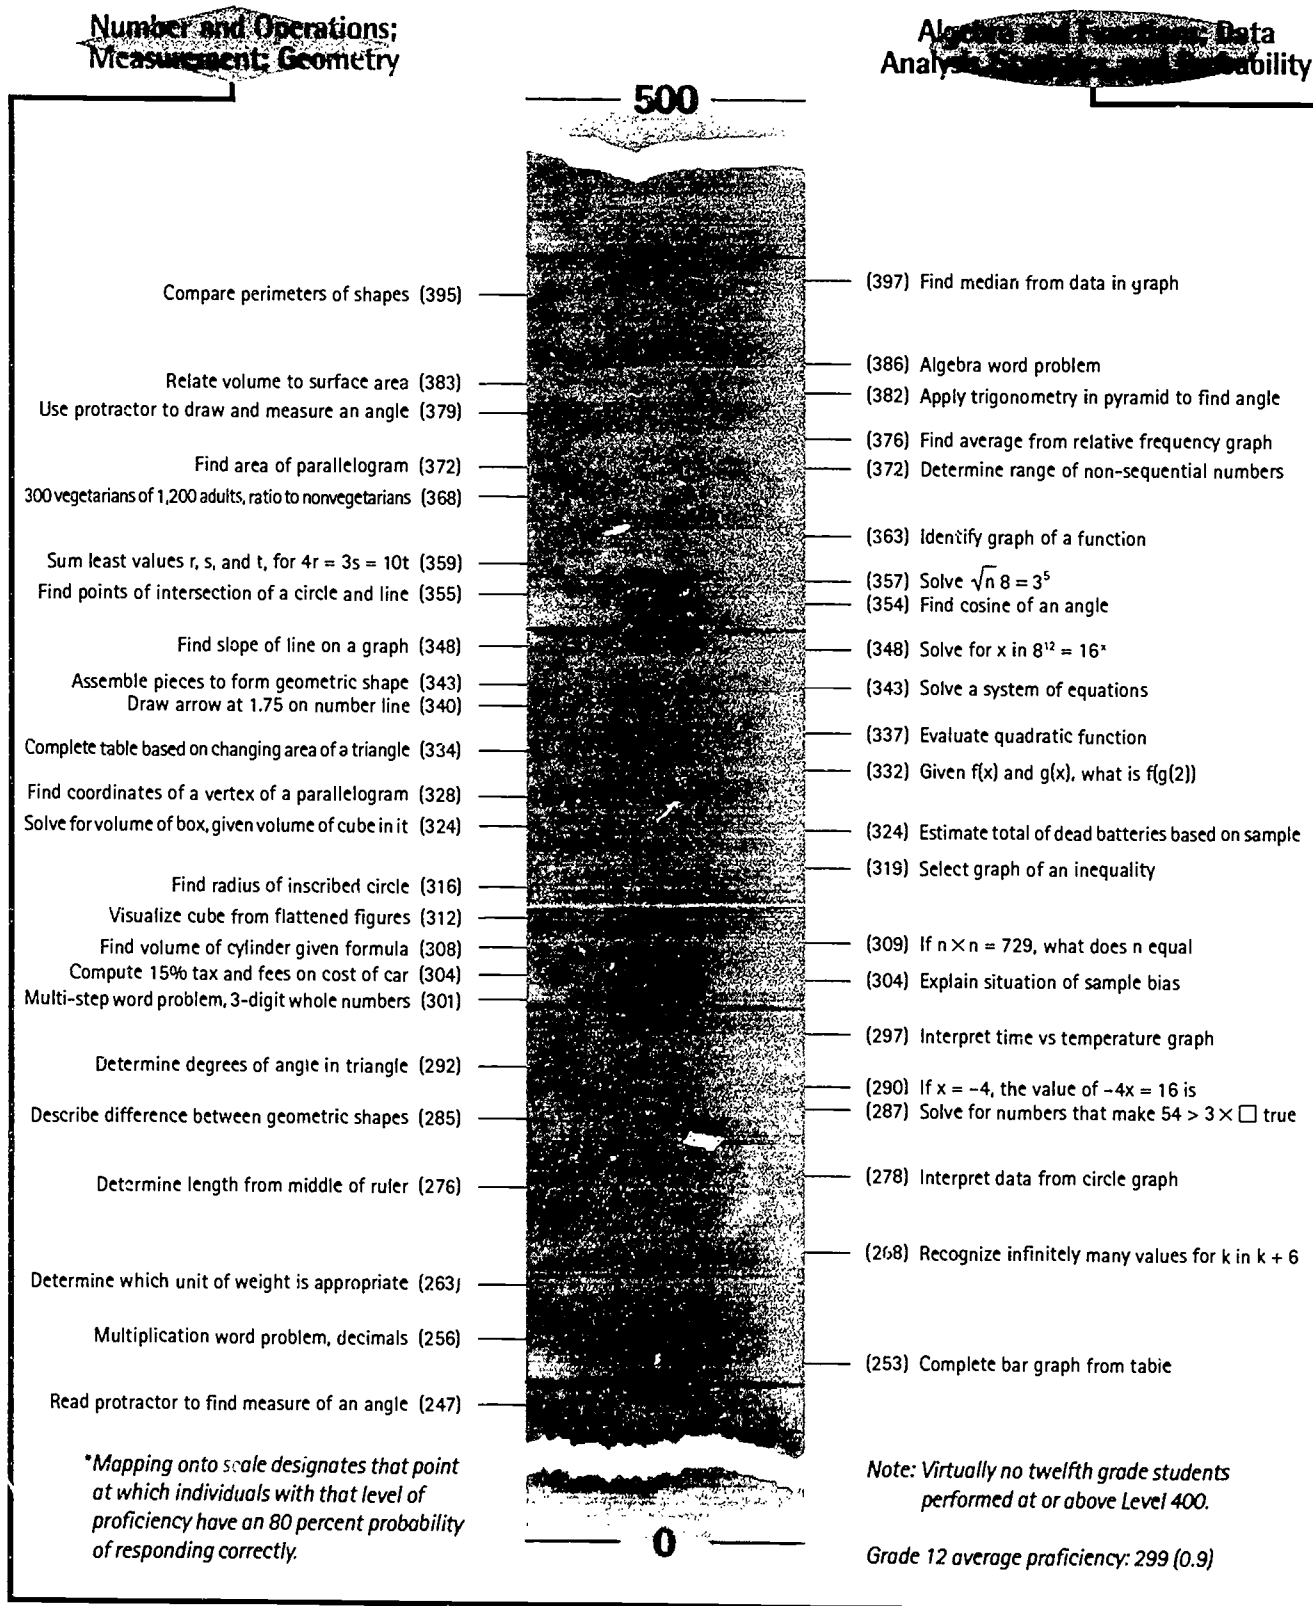 Number and Operations;
Measurement; Geometry
Algebra and Functions; Data
Analysis, Statistics, and Probability
500
Compare perimeters of shapes (395)
Relate volume to surface area (383)
Use protractor to draw and measure an angle (379)
Find area of parallelogram (372)
300 vegetarians of 1,200 adults, ratio to nonvegetarians (368)
Sum least values r, s, and t, for 4r = 3s = 10t (359)
Find points of intersection of a circle and line (355)
Find slope of line on a graph (348)
Assemble pieces to form geometric shape (343)
Draw arrow at 1.75 on number line (340)
Complete table based on changing area of a triangle (334)
Find coordinates of a vertex of a parallelogram (328)
Solve for volume of box, given volume of cube in it (324)
Find radius of inscribed circle (316)
Visualize cube from flattened figures (312)
Find volume of cylinder given formula (308)
Compute 15% tax and fees on cost of car (304)
Multi-step word problem, 3-digit whole numbers (301)
Determine degrees of angle in triangle (292)
Describe difference between geometric shapes (285)
Determine length from middle of ruler (276)
Determine which unit of weight is appropriate (263)
Multiplication word problem, decimals (256)
Read protractor to find measure of an angle (247)
(397) Find median from data in graph
(386) Algebra word problem
(382) Apply trigonometry in pyramid to find angle
(376) Find average from relative frequency graph
(372) Determine range of non-sequential numbers
(363) Identify graph of a function
(357) Solve √n 8 = 3⁵
(354) Find cosine of an angle
(348) Solve for x in 8¹² = 16ˣ
(343) Solve a system of equations
(337) Evaluate quadratic function
(332) Given f(x) and g(x), what is f(g(2))
(324) Estimate total of dead batteries based on sample
(319) Select graph of an inequality
(309) If n × n = 729, what does n equal
(304) Explain situation of sample bias
(297) Interpret time vs temperature graph
(290) If x = -4, the value of -4x = 16 is
(287) Solve for numbers that make 54 > 3 × □ true
(278) Interpret data from circle graph
(268) Recognize infinitely many values for k in k + 6
(253) Complete bar graph from table
0
*Mapping onto scale designates that point
at which individuals with that level of
proficiency have an 80 percent probability
of responding correctly.
Note: Virtually no twelfth grade students
performed at or above Level 400.
Grade 12 average proficiency: 299 (0.9)